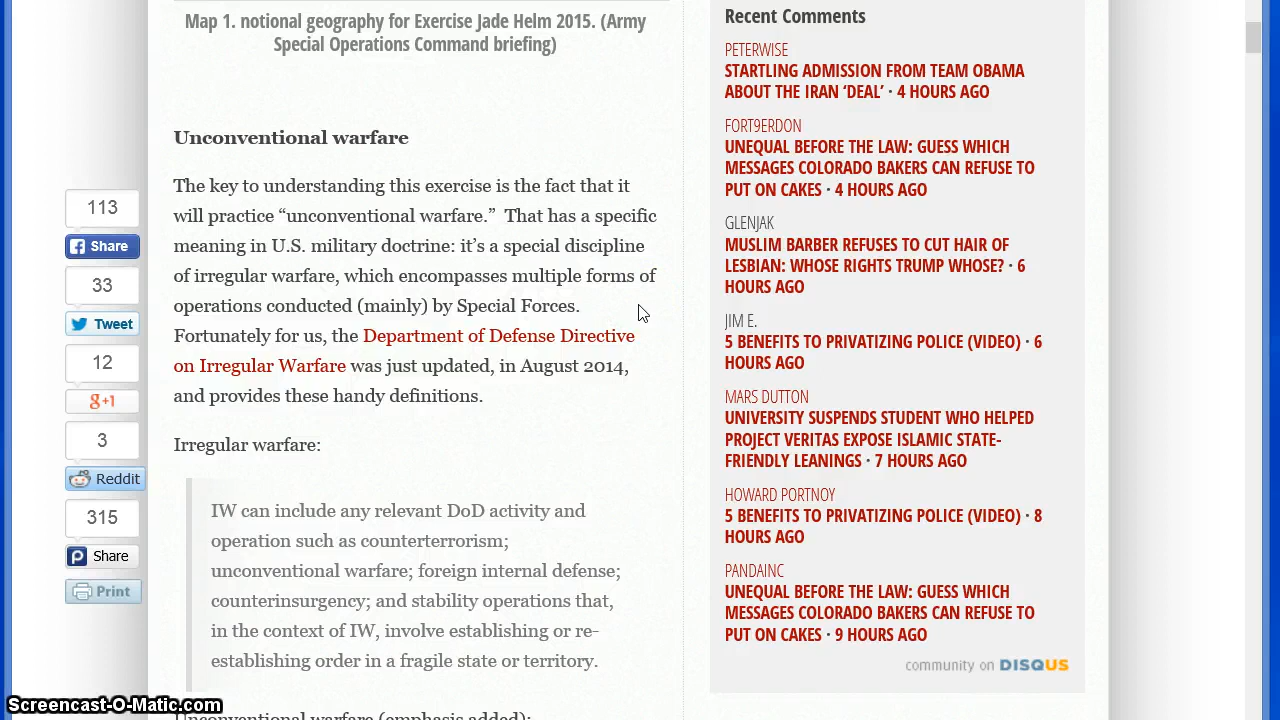 Map 1. notional geography for Exercise Jade Helm 2015. (Army
Special Operations Command briefing)
Unconventional warfare
The key to understanding this exercise is the fact that it
will practice “unconventional warfare.”  That has a specific
meaning in U.S. military doctrine: it’s a special discipline
of irregular warfare, which encompasses multiple forms of
operations conducted (mainly) by Special Forces.
Fortunately for us, the Department of Defense Directive
on Irregular Warfare was just updated, in August 2014,
and provides these handy definitions.
Irregular warfare:
IW can include any relevant DoD activity and
operation such as counterterrorism;
unconventional warfare; foreign internal defense;
counterinsurgency; and stability operations that,
in the context of IW, involve establishing or re-
establishing order in a fragile state or territory.
Unconventional warfare (emphasis added):
113
Share
33
Tweet
12
g+1
3
Reddit
315
Share
Print
Recent Comments
PETERWISE
STARTLING ADMISSION FROM TEAM OBAMA
ABOUT THE IRAN ‘DEAL’ · 4 HOURS AGO
FORT9ERDON
UNEQUAL BEFORE THE LAW: GUESS WHICH
MESSAGES COLORADO BAKERS CAN REFUSE TO
PUT ON CAKES · 4 HOURS AGO
GLENJAK
MUSLIM BARBER REFUSES TO CUT HAIR OF
LESBIAN: WHOSE RIGHTS TRUMP WHOSE? · 6
HOURS AGO
JIM E.
5 BENEFITS TO PRIVATIZING POLICE (VIDEO) · 6
HOURS AGO
MARS DUTTON
UNIVERSITY SUSPENDS STUDENT WHO HELPED
PROJECT VERITAS EXPOSE ISLAMIC STATE-
FRIENDLY LEANINGS · 7 HOURS AGO
HOWARD PORTNOY
5 BENEFITS TO PRIVATIZING POLICE (VIDEO) · 8
HOURS AGO
PANDAINC
UNEQUAL BEFORE THE LAW: GUESS WHICH
MESSAGES COLORADO BAKERS CAN REFUSE TO
PUT ON CAKES · 9 HOURS AGO
community on DISQUS
Screencast-O-Matic.com